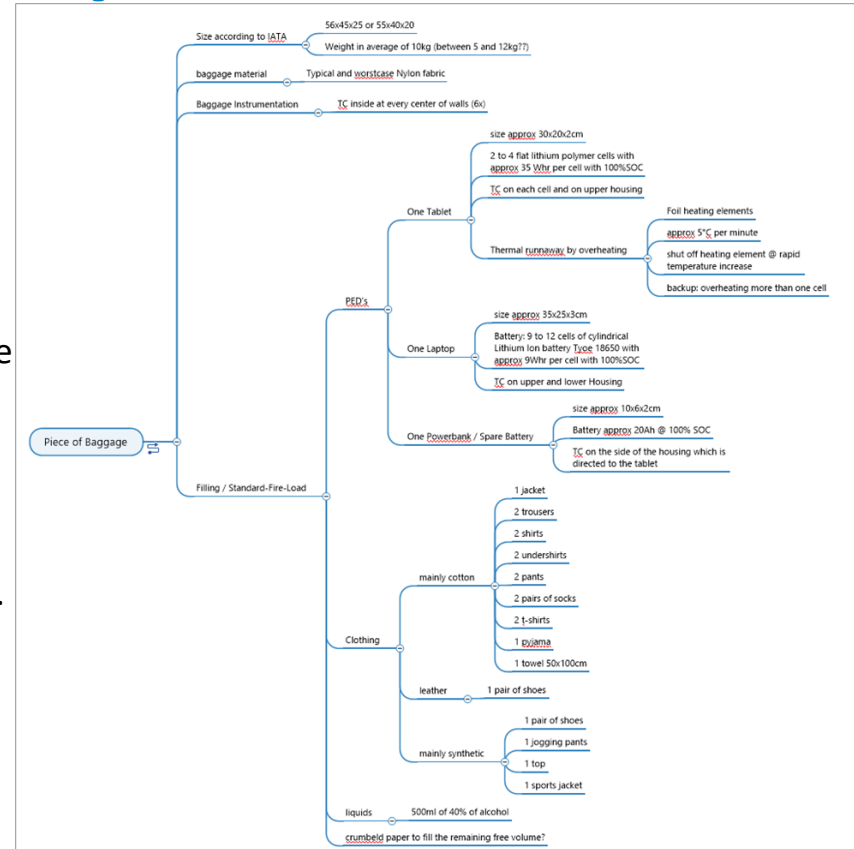 Size according to IATA
56x45x25 or 55x40x20
Weight in average of 10kg (between 5 and 12kg??)
baggage material
Typical and worstcase Nylon fabric
Baggage Instrumentation
TC inside at every center of walls (6x)
size approx 30x20x2cm
2 to 4 flat lithium polymer cells with
approx 35 Whr per cell with 100%SOC
TC on each cell and on upper housing
One Tablet
Foil heating elements
approx 5°C per minute
Thermal runnaway by overheating
shut off heating element @ rapid
temperature increase
backup: overheating more than one cell
PED's
size approx 35x25x3cm
e
One Laptop
Battery: 9 to 12 cells of cylindrical
Lithium Ion battery Tyoe 18650 with
approx 9Whr per cell with 100%SOC
TC on upper and lower Housing
size approx 10x6x2cm
One Powerbank / Spare Battery
Battery approx 20Ah @ 100% SOC
TC on the side of the housing which is
directed to the tablet
Piece of Baggage
Filling / Standard-Fire-Load
1 jacket
2 trousers
2 shirts
2 undershirts
mainly cotton
2 pants
2 pairs of socks
.
2 t-shirts
Clothing
1 pyjama
1 towel 50x100cm
leather
1 pair of shoes
1 pair of shoes
1 jogging pants
mainly synthetic
1 top
1 sports jacket
liquids
500ml of 40% of alcohol
crumbeld paper to fill the remaining free volume?